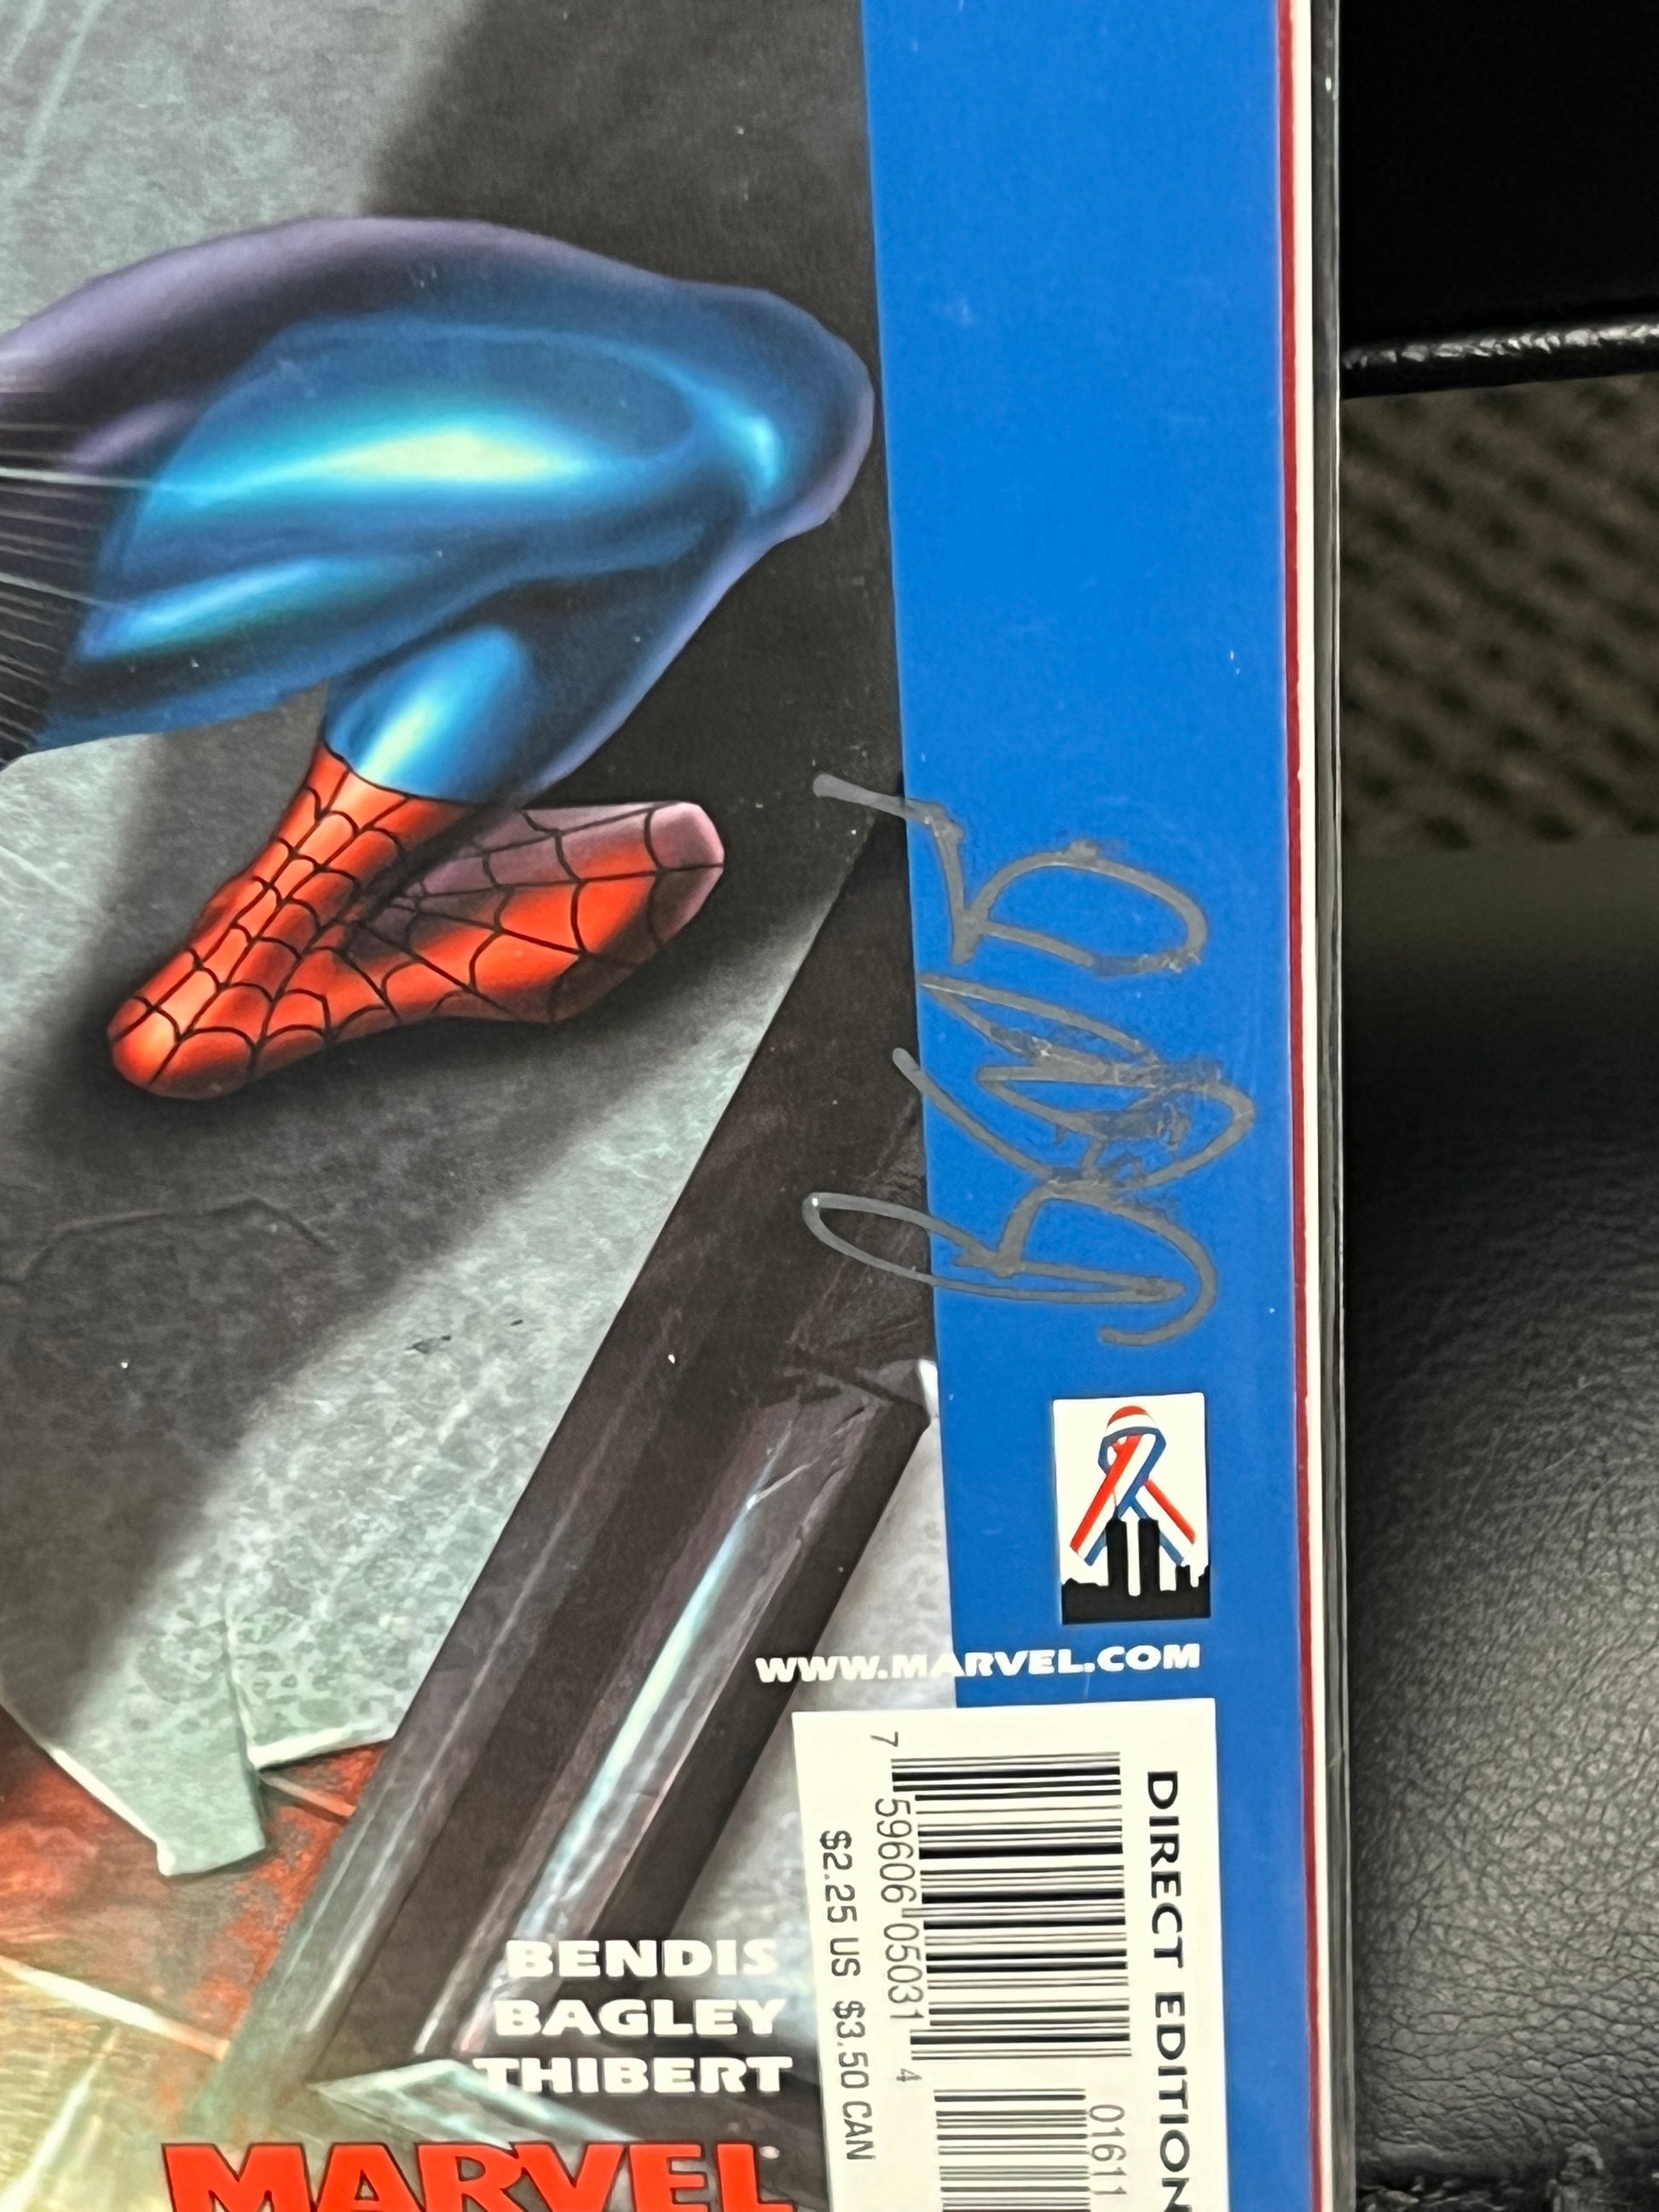 WWW.MARVEL.COM
DIRECT EDITION
7 59606 05031 4 01611
$2.25 US $3.50 CAN
BENDIS
BAGLEY
THIBERT
MARVEL